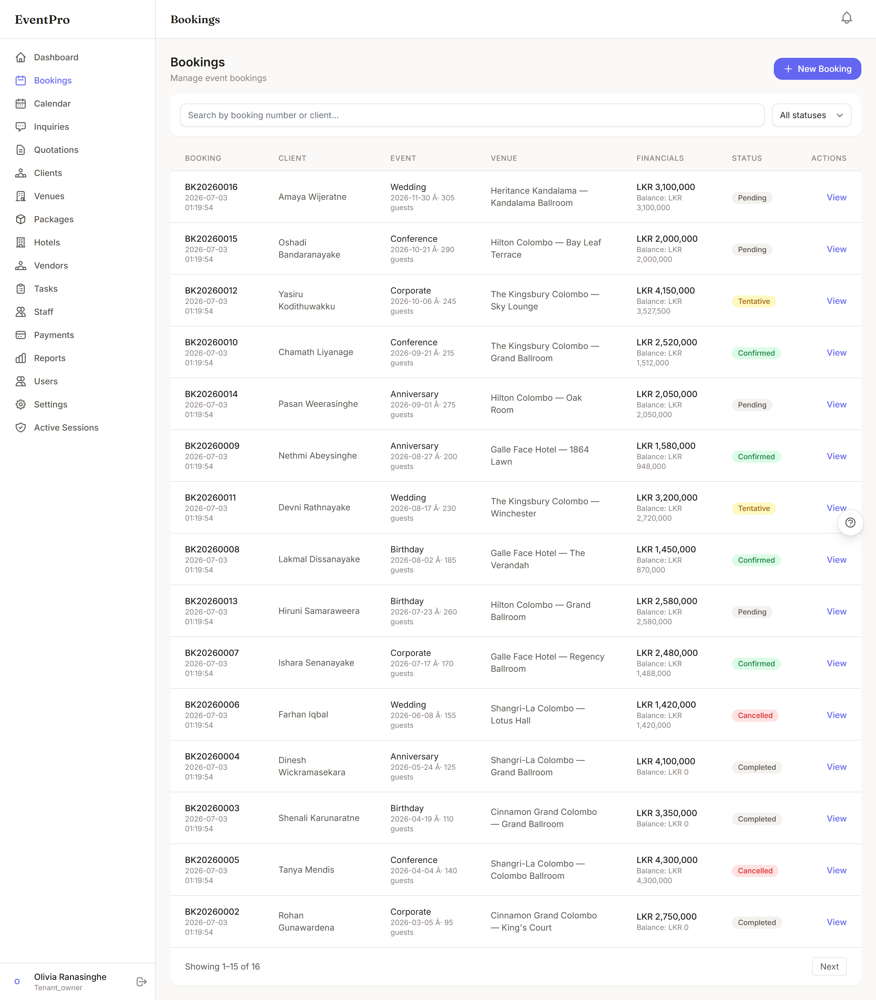 EventPro
Bookings
Dashboard
Bookings
Calendar
Inquiries
Quotations
Clients
Venues
Packages
Hotels
Vendors
Tasks
Staff
Payments
Reports
Users
Settings
Active Sessions
O
Olivia Ranasinghe
Tenant_owner
Bookings
Manage event bookings
New Booking
Search by booking number or client...
All statuses
BOOKING CLIENT EVENT VENUE FINANCIALS STATUS ACTIONS
BK20260016
2026-07-03
01:19:54
Amaya Wijeratne
Wedding
2026-11-30 Â· 305
guests
Heritance Kandalama —
Kandalama Ballroom
LKR 3,100,000
Balance: LKR
3,100,000
Pending
View
BK20260015
2026-07-03
01:19:54
Oshadi
Bandaranayake
Conference
2026-10-21 Â· 290
guests
Hilton Colombo — Bay Leaf
Terrace
LKR 2,000,000
Balance: LKR
2,000,000
Pending
View
BK20260012
2026-07-03
01:19:54
Yasiru
Kodithuwakku
Corporate
2026-10-06 Â· 245
guests
The Kingsbury Colombo —
Sky Lounge
LKR 4,150,000
Balance: LKR
3,527,500
Tentative
View
BK20260010
2026-07-03
01:19:54
Chamath Liyanage
Conference
2026-09-21 Â· 215
guests
The Kingsbury Colombo —
Grand Ballroom
LKR 2,520,000
Balance: LKR
1,512,000
Confirmed
View
BK20260014
2026-07-03
01:19:54
Pasan Weerasinghe
Anniversary
2026-09-01 Â· 275
guests
Hilton Colombo — Oak
Room
LKR 2,050,000
Balance: LKR
2,050,000
Pending
View
BK20260009
2026-07-03
01:19:54
Nethmi Abeysinghe
Anniversary
2026-08-27 Â· 200
guests
Galle Face Hotel — 1864
Lawn
LKR 1,580,000
Balance: LKR
948,000
Confirmed
View
BK20260011
2026-07-03
01:19:54
Devni Rathnayake
Wedding
2026-08-17 Â· 230
guests
The Kingsbury Colombo —
Winchester
LKR 3,200,000
Balance: LKR
2,720,000
Tentative
View
BK20260008
2026-07-03
01:19:54
Lakmal Dissanayake
Birthday
2026-08-02 Â· 185
guests
Galle Face Hotel — The
Verandah
LKR 1,450,000
Balance: LKR
870,000
Confirmed
View
BK20260013
2026-07-03
01:19:54
Hiruni Samaraweera
Birthday
2026-07-23 Â· 260
guests
Hilton Colombo — Grand
Ballroom
LKR 2,580,000
Balance: LKR
2,580,000
Pending
View
BK20260007
2026-07-03
01:19:54
Ishara Senanayake
Corporate
2026-07-17 Â· 170
guests
Galle Face Hotel — Regency
Ballroom
LKR 2,480,000
Balance: LKR
1,488,000
Confirmed
View
BK20260006
2026-07-03
01:19:54
Farhan Iqbal
Wedding
2026-06-08 Â· 155
guests
Shangri-La Colombo —
Lotus Hall
LKR 1,420,000
Balance: LKR
1,420,000
Cancelled
View
BK20260004
2026-07-03
01:19:54
Dinesh
Wickramasekara
Anniversary
2026-05-24 Â· 125
guests
Shangri-La Colombo —
Grand Ballroom
LKR 4,100,000
Balance: LKR 0
Completed
View
BK20260003
2026-07-03
01:19:54
Shenali Karunaratne
Birthday
2026-04-19 Â· 110
guests
Cinnamon Grand Colombo
— Grand Ballroom
LKR 3,350,000
Balance: LKR 0
Completed
View
BK20260005
2026-07-03
01:19:54
Tanya Mendis
Conference
2026-04-04 Â· 140
guests
Shangri-La Colombo —
Colombo Ballroom
LKR 4,300,000
Balance: LKR
4,300,000
Cancelled
View
BK20260002
2026-07-03
01:19:54
Rohan
Gunawardena
Corporate
2026-03-05 Â· 95
guests
Cinnamon Grand Colombo
— King's Court
LKR 2,750,000
Balance: LKR 0
Completed
View
Showing 1–15 of 16
Next